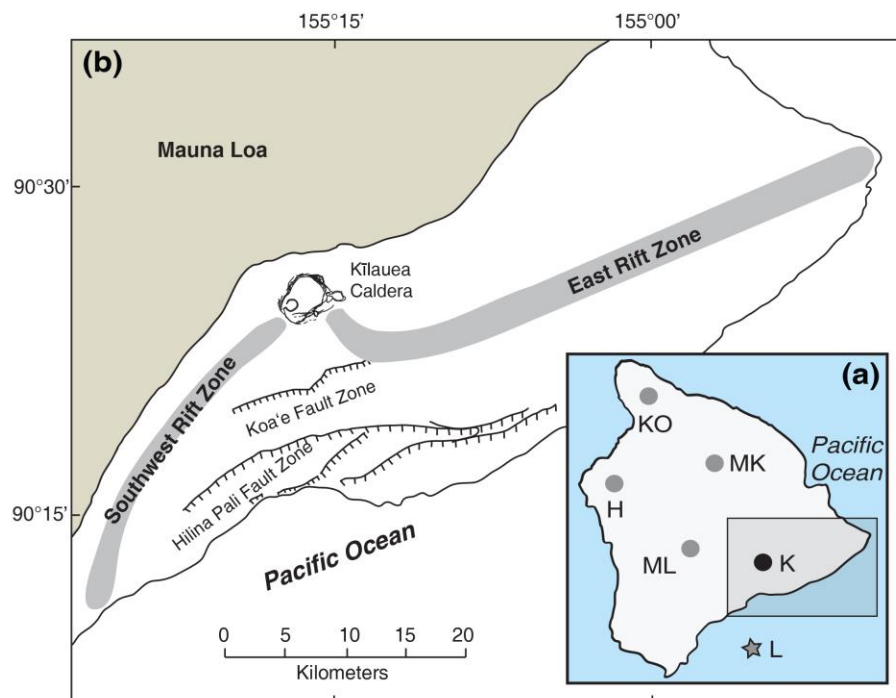 155°15'
155°00'
(b)
Mauna Loa
90°30'
Kīlauea
Caldera
East Rift Zone
Southwest Rift Zone
Koa'e Fault Zone
Hilina Pali Fault Zone
90°15'
Pacific Ocean
0
5
10
15
20
Kilometers
(a)
KO
Pacific
Ocean
MK
H
ML
K
L